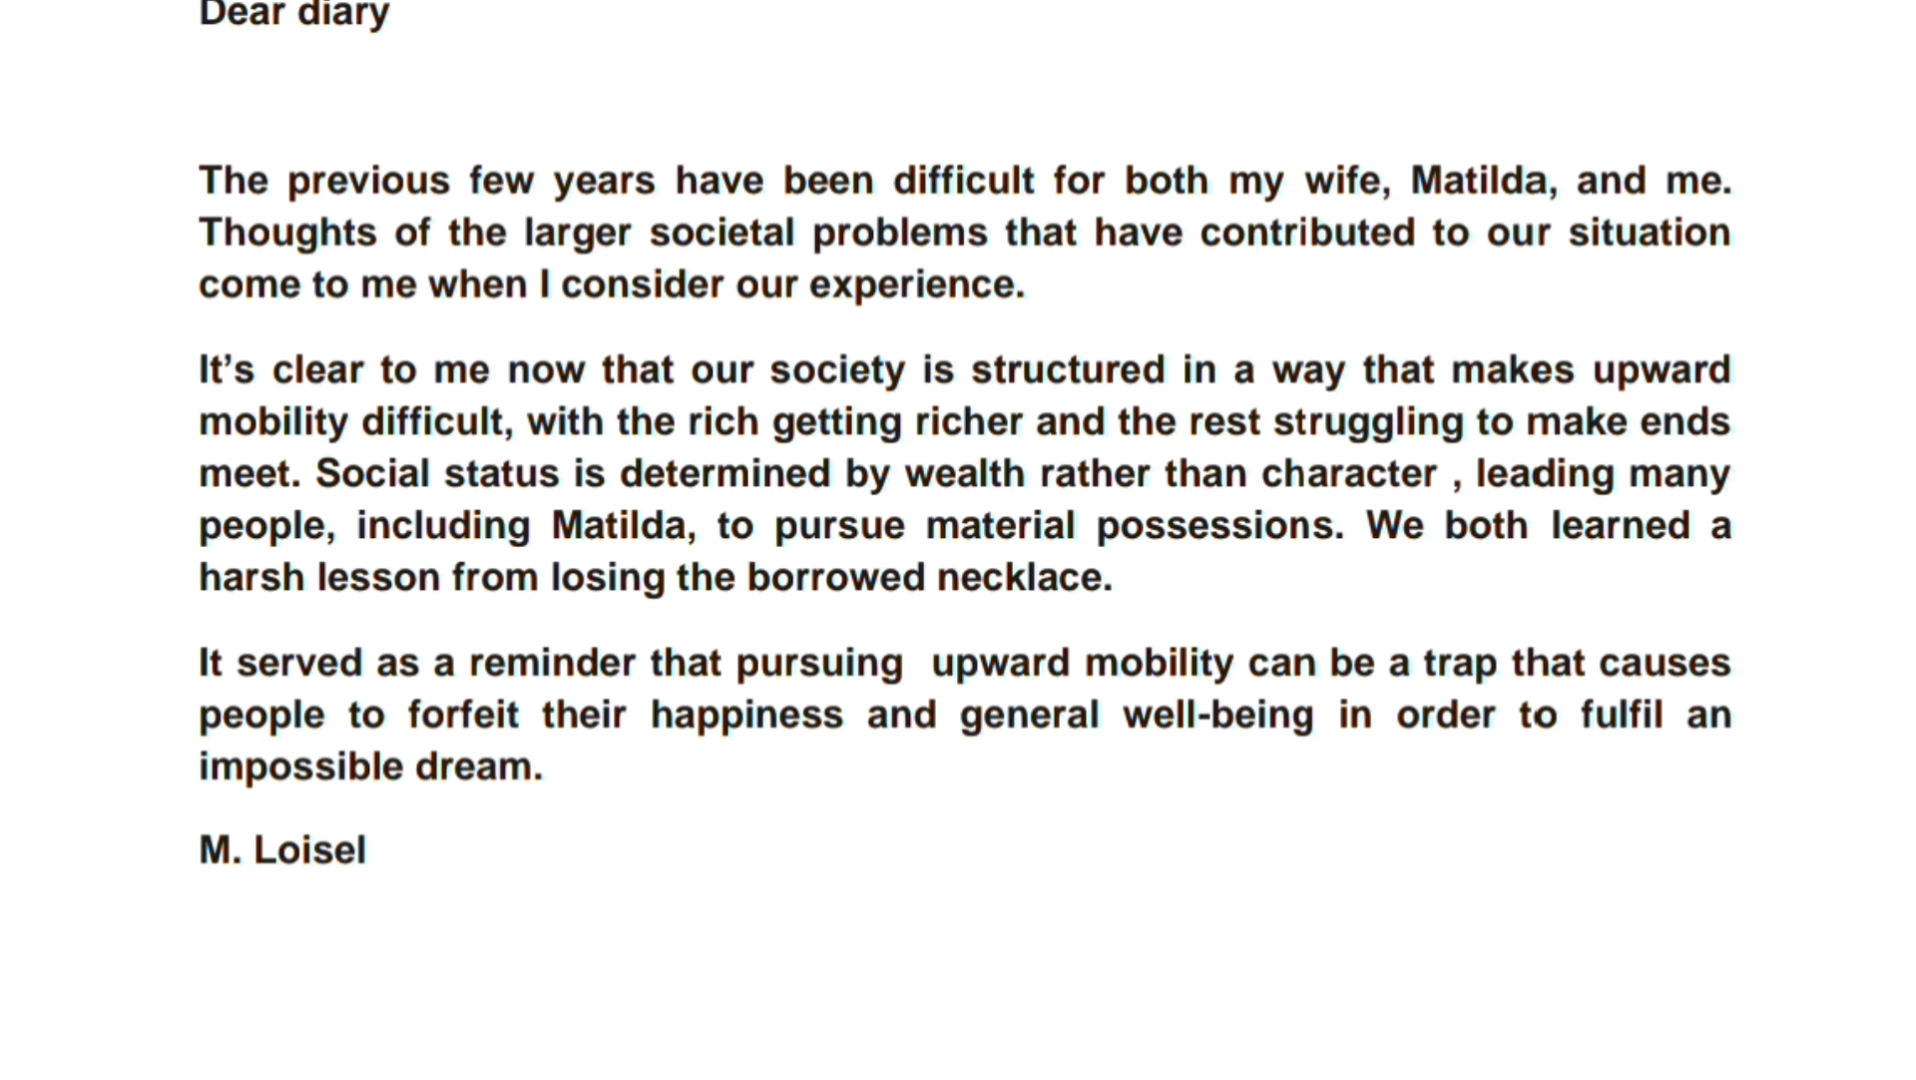 Dear diary
The previous few years have been difficult for both my wife, Matilda, and me.
Thoughts of the larger societal problems that have contributed to our situation
come to me when I consider our experience.
It’s clear to me now that our society is structured in a way that makes upward
mobility difficult, with the rich getting richer and the rest struggling to make ends
meet. Social status is determined by wealth rather than character , leading many
people, including Matilda, to pursue material possessions. We both learned a
harsh lesson from losing the borrowed necklace.
It served as a reminder that pursuing  upward mobility can be a trap that causes
people to forfeit their happiness and general well-being in order to fulfil an
impossible dream.
M. Loisel